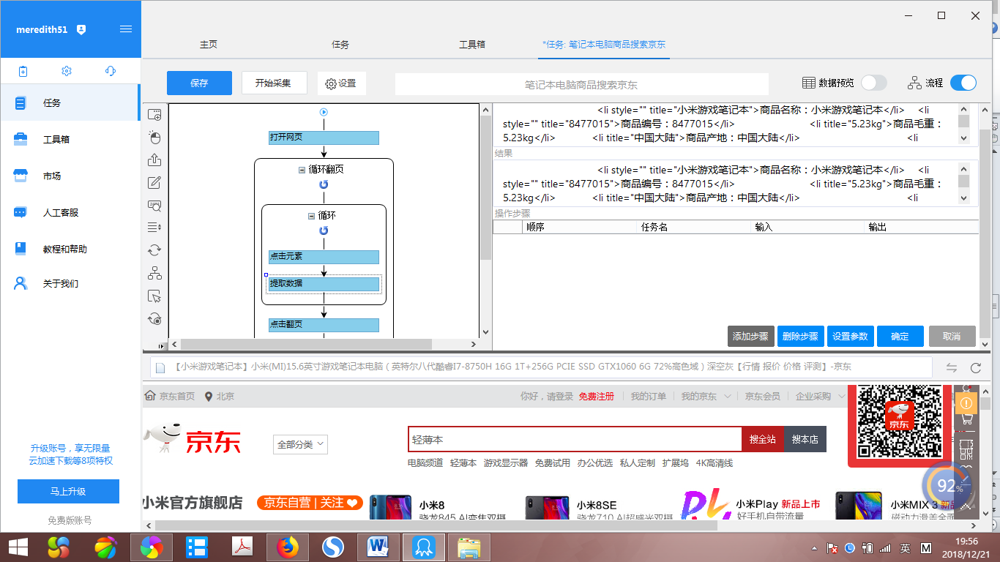 meredith51
主页
任务
工具箱
*任务: 笔记本电脑商品搜索京东
保存
开始采集
设置
笔记本电脑商品搜索京东
数据预览
流程
任务
工具箱
市场
人工客服
教程和帮助
关于我们
升级账号，享无限量
云加速下载等8项特权
马上升级
免费版账号
打开网页
循环翻页
循环
点击元素
提取数据
点击翻页
<li style="" title="小米游戏笔记本">商品名称：小米游戏笔记本</li> <li
style="" title="8477015">商品编号：8477015</li> <li title="5.23kg">商品毛重：
5.23kg</li> <li title="中国大陆">商品产地：中国大陆</li> <li
结果
<li style="" title="小米游戏笔记本">商品名称：小米游戏笔记本</li> <li
style="" title="8477015">商品编号：8477015</li> <li title="5.23kg">商品毛重：
5.23kg</li> <li title="中国大陆">商品产地：中国大陆</li> <li
操作步骤
顺序 任务名 输入 输出
添加步骤 删除步骤 设置参数 确定 取消
【小米游戏笔记本】小米(MI)15.6英寸游戏笔记本电脑（英特尔八代酷睿I7-8750H 16G 1T+256G PCIE SSD GTX1060 6G 72%高色域）深空灰【行情 报价 价格 评测】-京东
京东首页 北京 你好，请登录 免费注册 我的订单 我的京东 京东会员 企业采购
京东
全部分类
轻薄本
搜全站
搜本店
京东
电脑频道 轻薄本 游戏显示器 免费试用 办公优选 私人定制 扩展坞 4K高清线
92%
小米官方旗舰店
京东自营 | 关注
小米8
骁龙845 AI变焦双摄
小米8SE
骁龙710 AI超感光双摄
小米Play 新品上市
好手机自带流量
小米MIX 3 新品
磁动力滑盖全面
英
M
19:56
2018/12/21